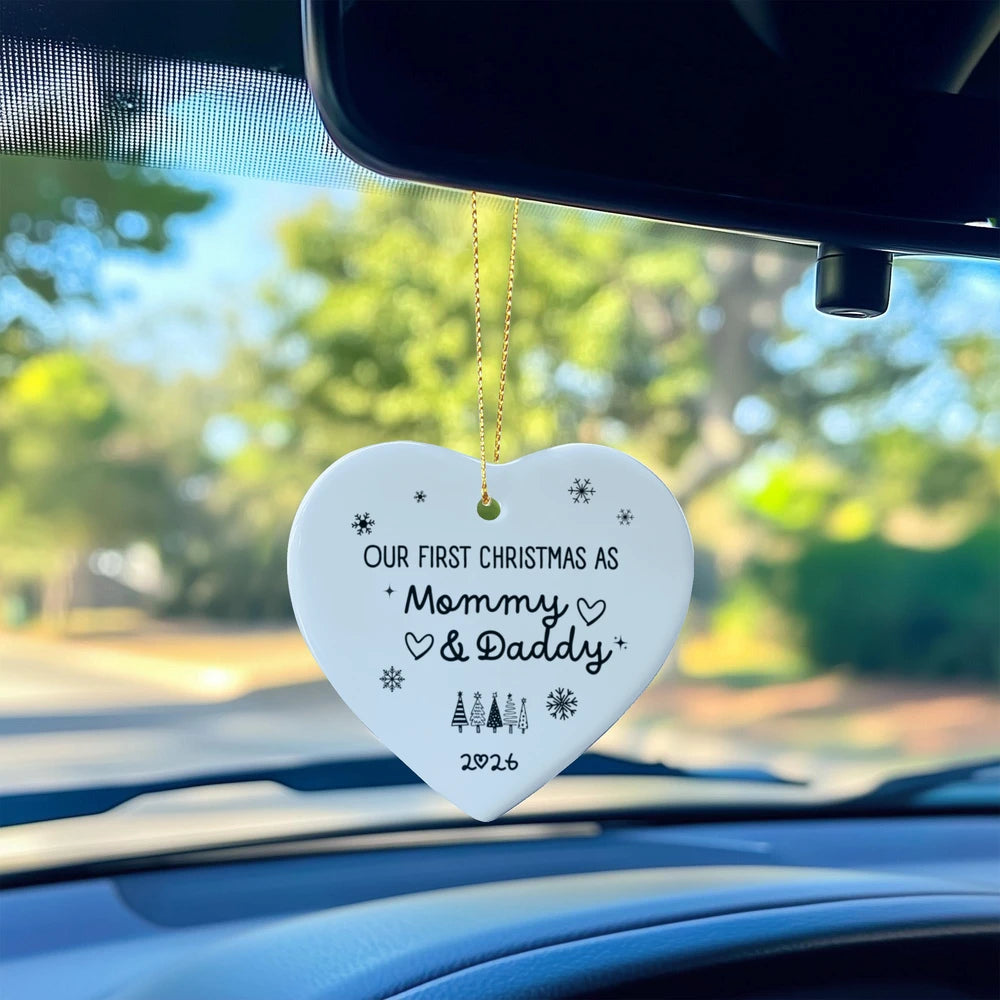 OUR FIRST CHRISTMAS AS
Mommy
& Daddy
2026